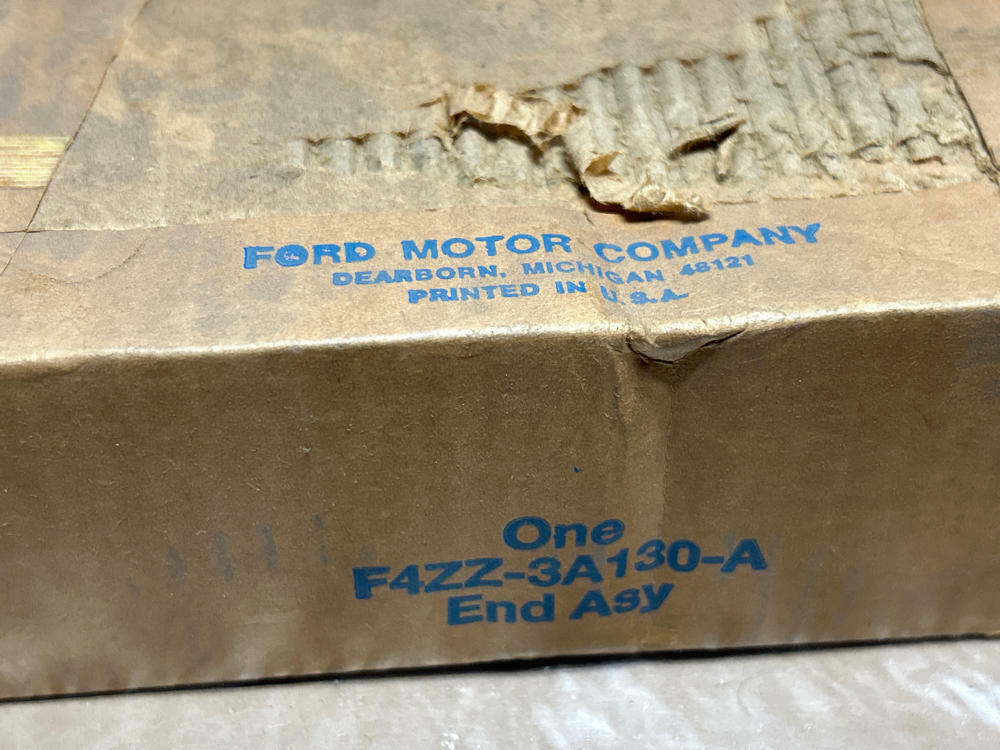 FORD MOTOR COMPANY
DEARBORN, MICHIGAN 48121
PRINTED IN U.S.A.
One
F4ZZ-3A130-A
End Asy